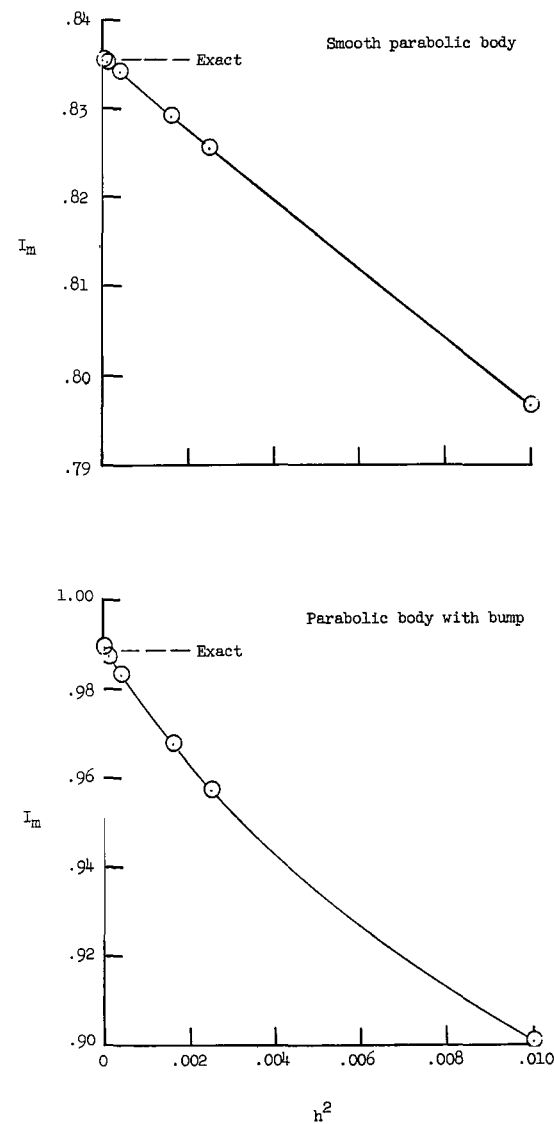 .84
Smooth parabolic body
Exact
.83
.82
I_m
.81
.80
.79
1.00
Parabolic body with bump
Exact
.98
.96
I_m
.94
.92
.90
0 .002 .004 .006 .008 .010
h²